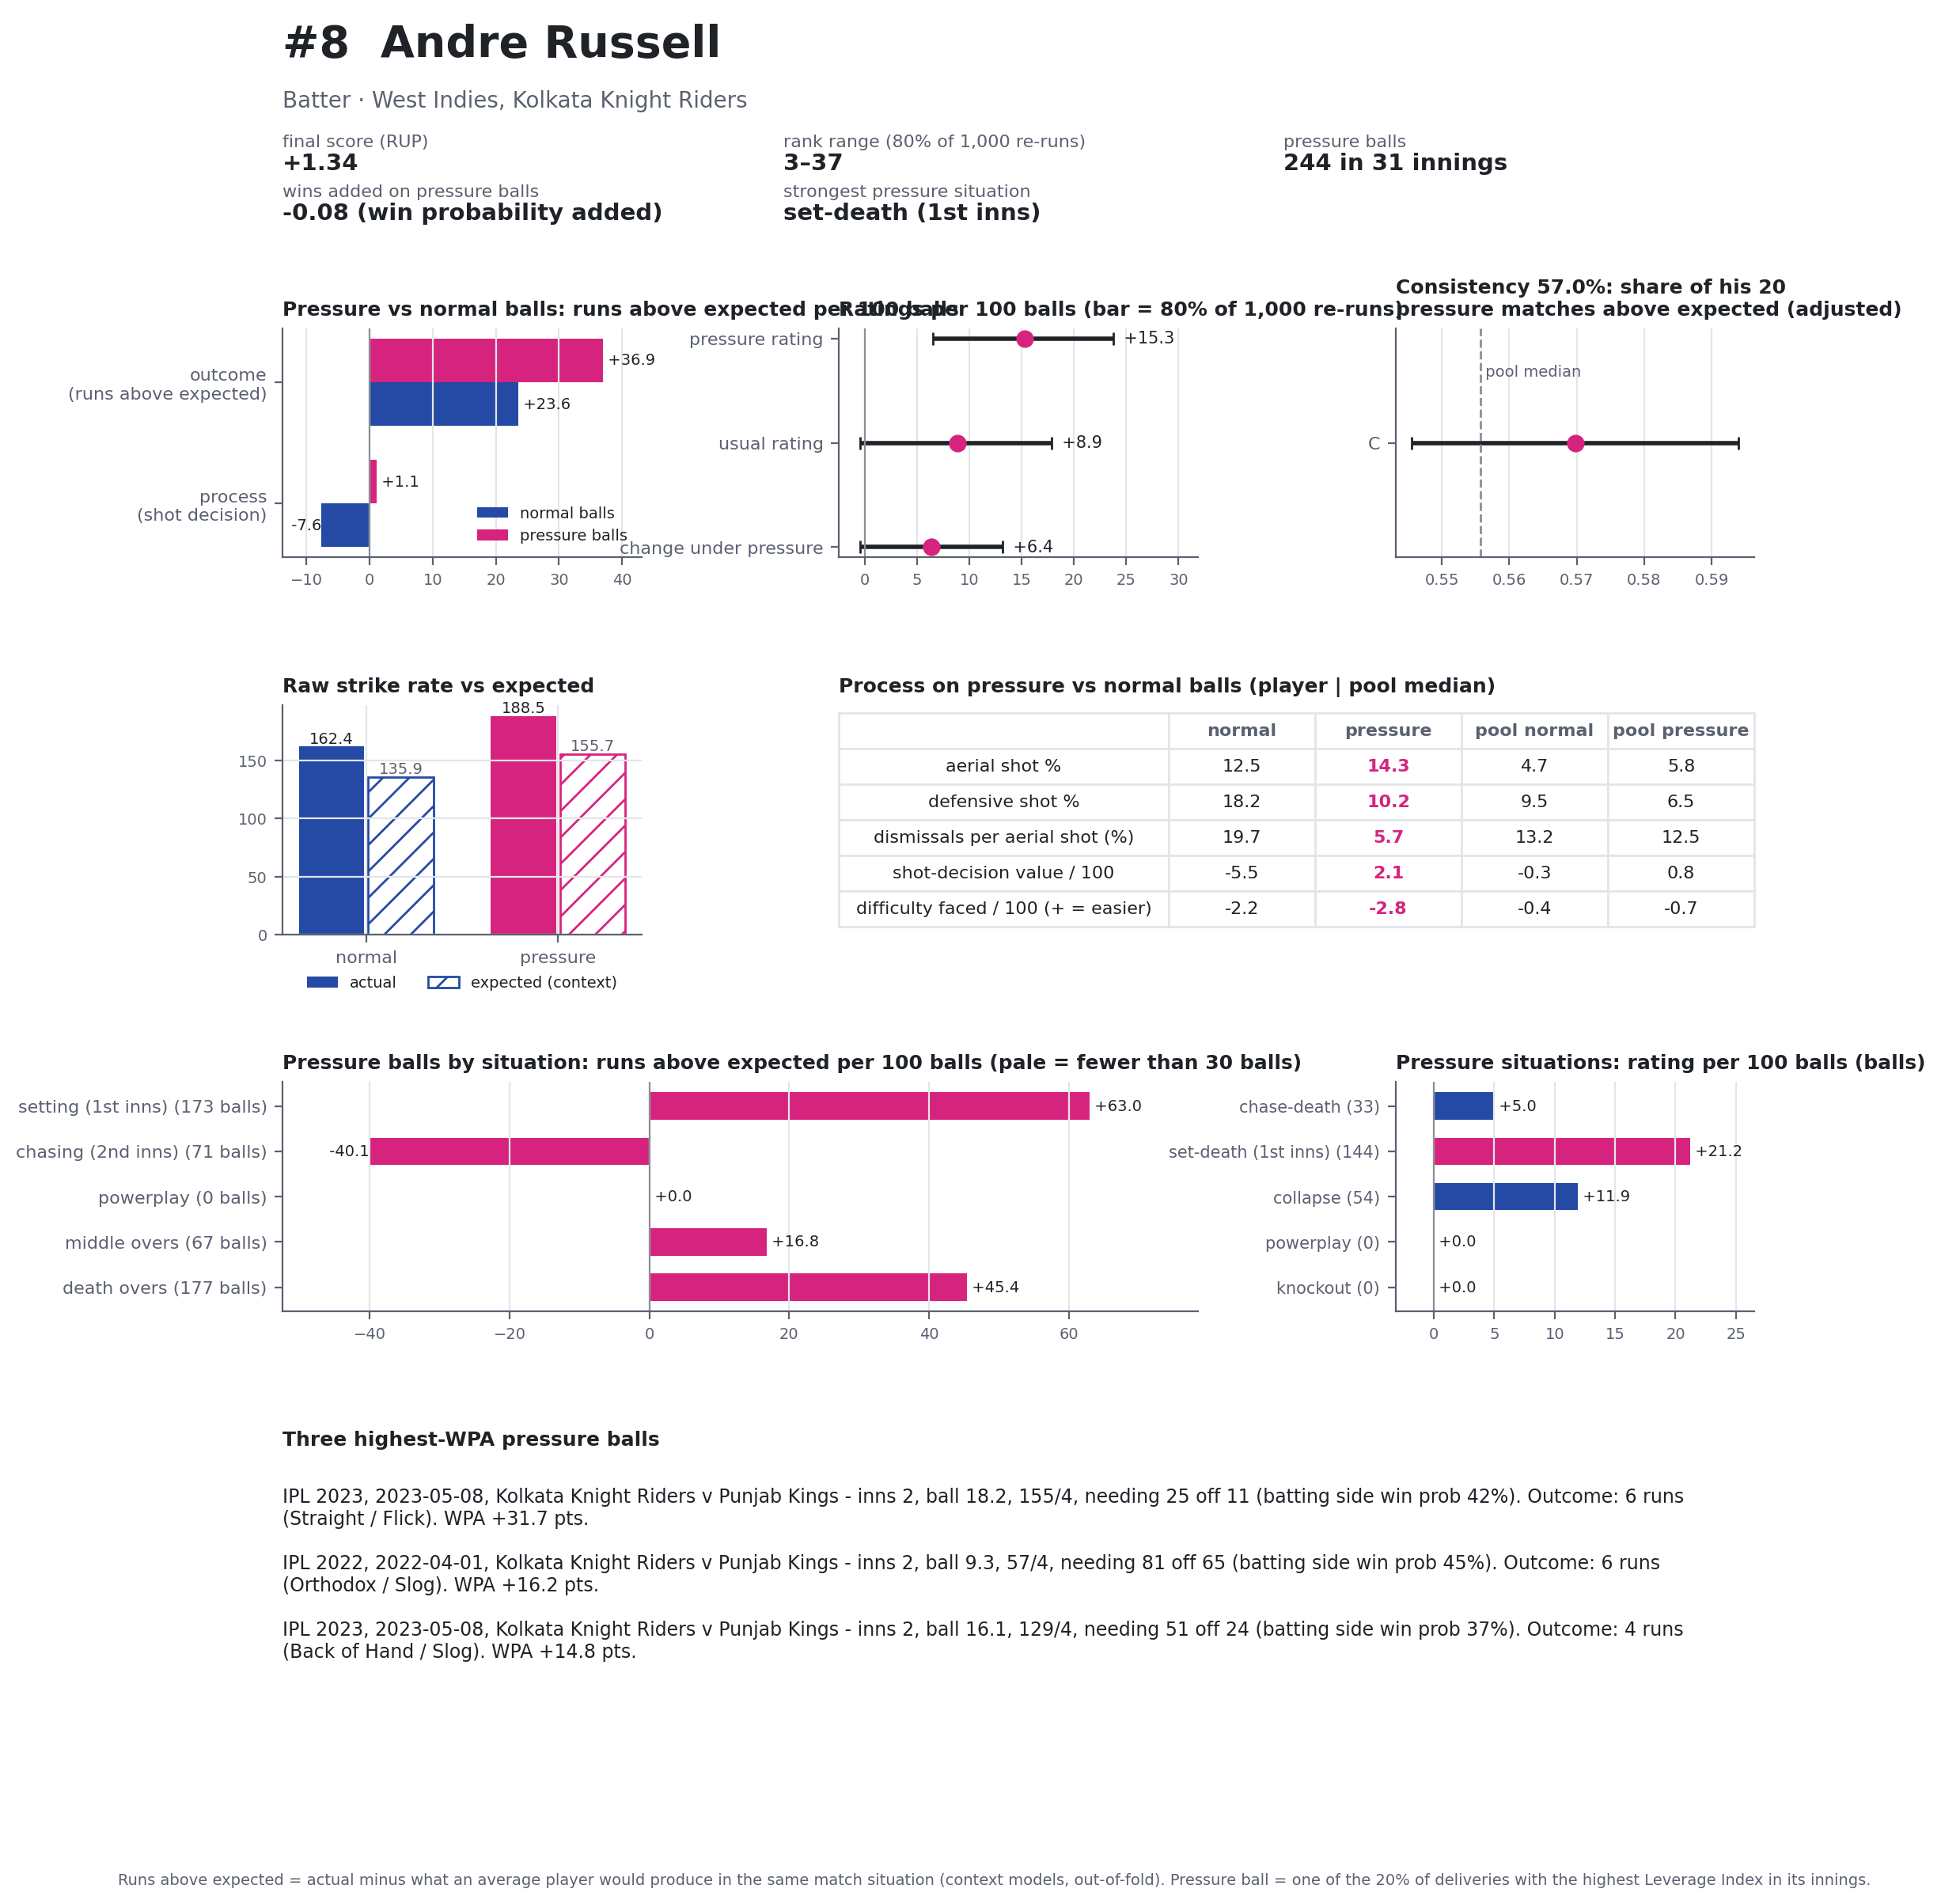 #8  Andre Russell
Batter · West Indies, Kolkata Knight Riders
final score (RUP)
+1.34
rank range (80% of 1,000 re-runs)
3–37
pressure balls
244 in 31 innings
wins added on pressure balls
-0.08 (win probability added)
strongest pressure situation
set-death (1st inns)
Pressure vs normal balls: runs above expected per 100 balls
outcome
(runs above expected)
+36.9
+23.6
process
(shot decision)
+1.1
-7.6
normal balls
pressure balls
−10 0 10 20 30 40
Ratings per 100 balls (bar = 80% of 1,000 re-runs)
pressure rating
+15.3
usual rating
+8.9
change under pressure
+6.4
0 5 10 15 20 25 30
Consistency 57.0%: share of his 20
pressure matches above expected (adjusted)
pool median
C
0.55 0.56 0.57 0.58 0.59
Raw strike rate vs expected
188.5
162.4
155.7
135.9
150
100
50
0
normal pressure
actual expected (context)
Process on pressure vs normal balls (player | pool median)
normal pressure pool normal pool pressure
aerial shot % 12.5 14.3 4.7 5.8
defensive shot % 18.2 10.2 9.5 6.5
dismissals per aerial shot (%) 19.7 5.7 13.2 12.5
shot-decision value / 100 -5.5 2.1 -0.3 0.8
difficulty faced / 100 (+ = easier) -2.2 -2.8 -0.4 -0.7
Pressure balls by situation: runs above expected per 100 balls (pale = fewer than 30 balls)
setting (1st inns) (173 balls) +63.0
chasing (2nd inns) (71 balls) -40.1
powerplay (0 balls) +0.0
middle overs (67 balls) +16.8
death overs (177 balls) +45.4
−40 −20 0 20 40 60
Pressure situations: rating per 100 balls (balls)
chase-death (33) +5.0
set-death (1st inns) (144) +21.2
collapse (54) +11.9
powerplay (0) +0.0
knockout (0) +0.0
0 5 10 15 20 25
Three highest-WPA pressure balls
IPL 2023, 2023-05-08, Kolkata Knight Riders v Punjab Kings - inns 2, ball 18.2, 155/4, needing 25 off 11 (batting side win prob 42%). Outcome: 6 runs
(Straight / Flick). WPA +31.7 pts.
IPL 2022, 2022-04-01, Kolkata Knight Riders v Punjab Kings - inns 2, ball 9.3, 57/4, needing 81 off 65 (batting side win prob 45%). Outcome: 6 runs
(Orthodox / Slog). WPA +16.2 pts.
IPL 2023, 2023-05-08, Kolkata Knight Riders v Punjab Kings - inns 2, ball 16.1, 129/4, needing 51 off 24 (batting side win prob 37%). Outcome: 4 runs
(Back of Hand / Slog). WPA +14.8 pts.
Runs above expected = actual minus what an average player would produce in the same match situation (context models, out-of-fold). Pressure ball = one of the 20% of deliveries with the highest Leverage Index in its innings.